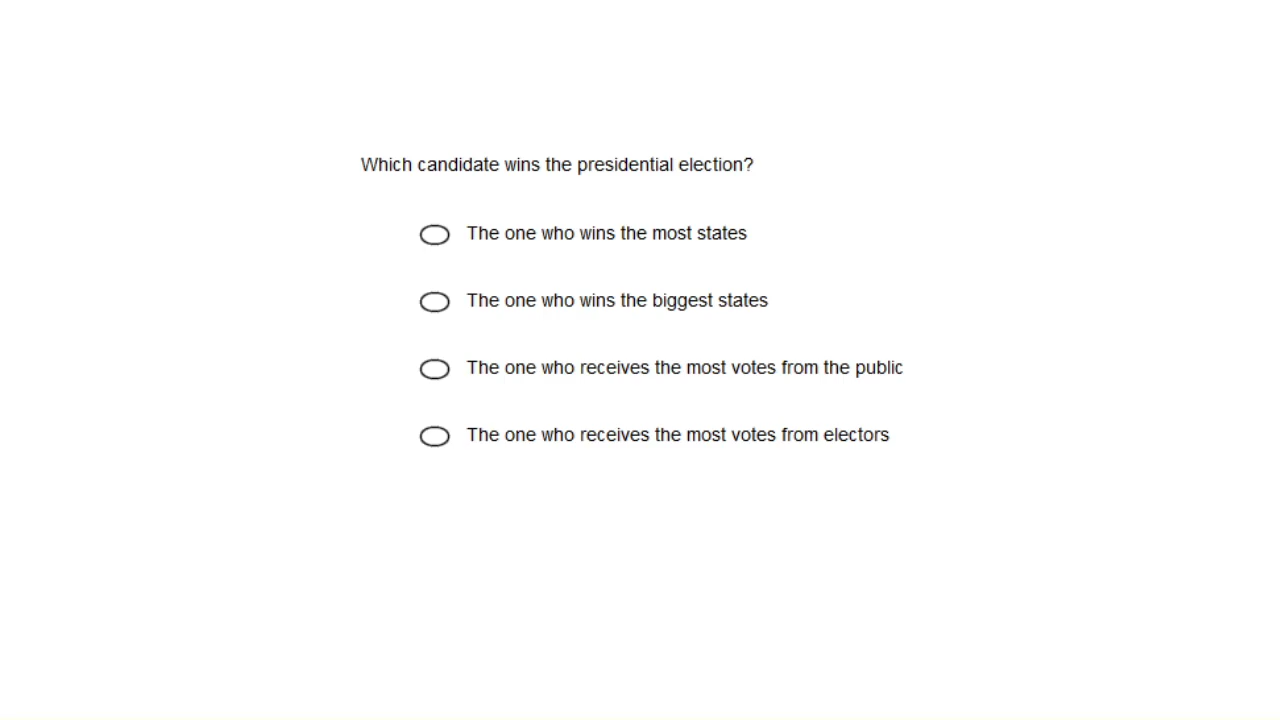 Which candidate wins the presidential election?
The one who wins the most states
The one who wins the biggest states
The one who receives the most votes from the public
The one who receives the most votes from electors